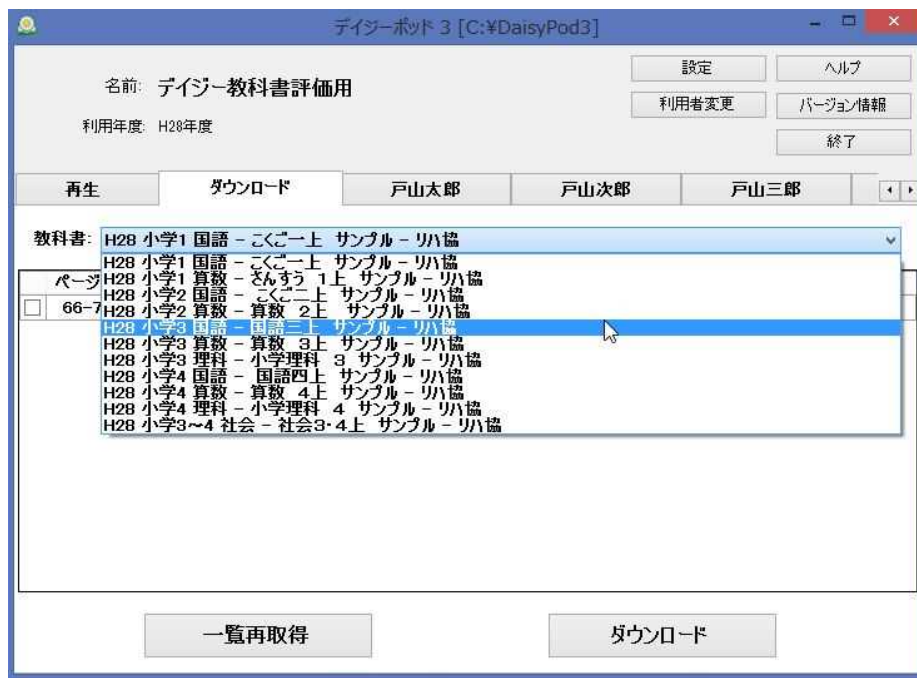 デイジーポッド 3 [C:¥DaisyPod3]
名前: デイジー教科書評価用
利用年度: H28年度
設定
ヘルプ
利用者変更
バージョン情報
終了
再生
ダウンロード
戸山太郎
戸山次郎
戸山三郎
教科書: H28 小学1 国語 - こくご一上 サンプル - リハ協
H28 小学1 国語 - こくご一上 サンプル - リハ協
H28 小学1 算数 - さんすう 1上 サンプル - リハ協
H28 小学2 国語 - こくご二上 サンプル - リハ協
H28 小学2 算数 - 算数 2上 サンプル - リハ協
H28 小学3 国語 - 国語三上 サンプル - リハ協
H28 小学3 算数 - 算数 3上 サンプル - リハ協
H28 小学3 理科 - 小学理科 3 サンプル - リハ協
H28 小学4 国語 - 国語四上 サンプル - リハ協
H28 小学4 算数 - 算数 4上 サンプル - リハ協
H28 小学4 理科 - 小学理科 4 サンプル - リハ協
H28 小学3~4 社会 - 社会3・4上 サンプル - リハ協
ページ
66-7
一覧再取得
ダウンロード